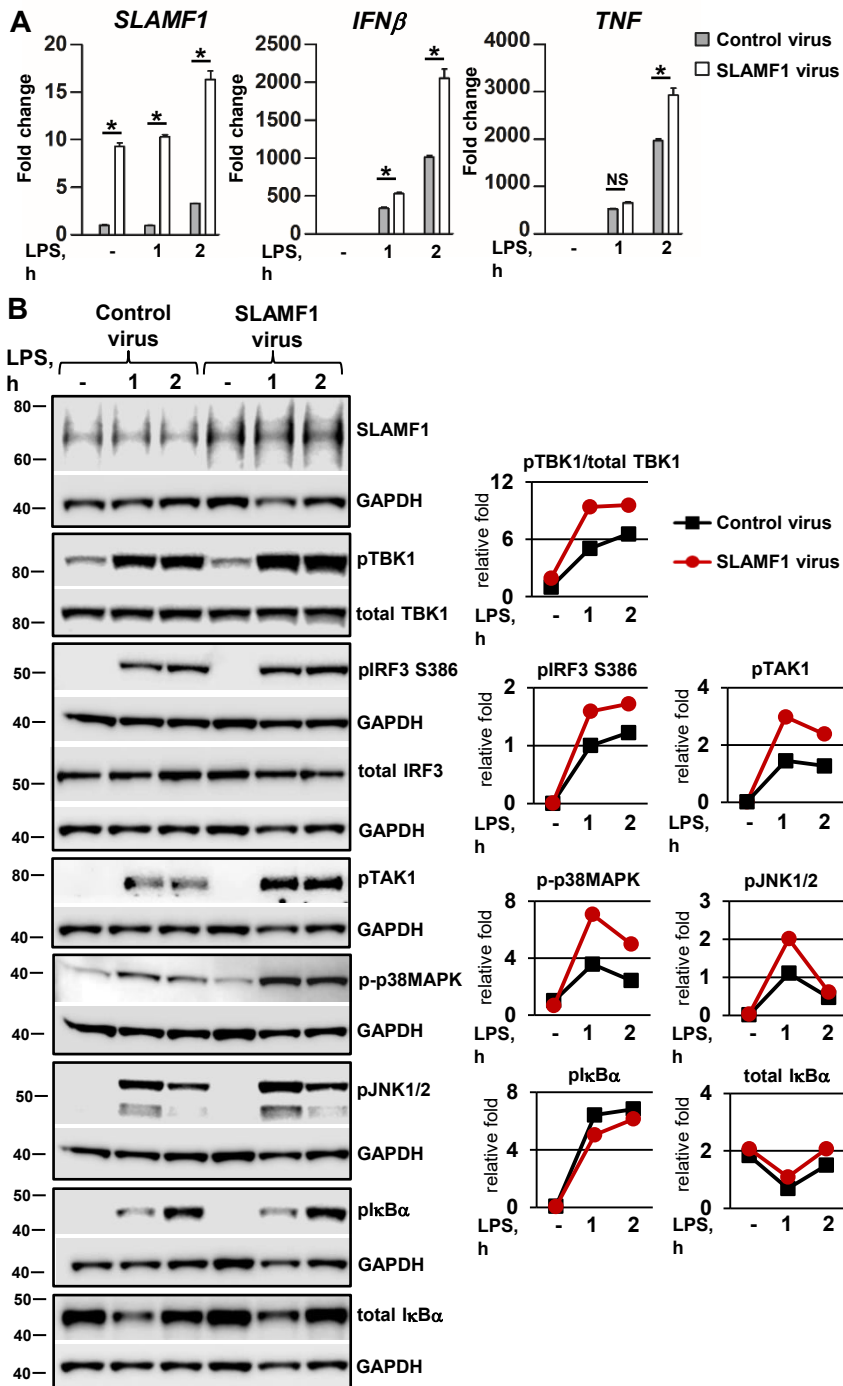 A
SLAMF1
IFNβ
TNF
Control virus
SLAMF1 virus
Fold change
20
15
10
5
0
* * *
LPS, h
- 1 2
Fold change
2500
2000
1500
1000
500
0
* *
- 1 2
Fold change
4000
3000
2000
1000
0
NS *
- 1 2
B
Control virus
SLAMF1 virus
LPS, h
- 1 2 - 1 2
80
60
SLAMF1
40
GAPDH
80
pTBK1
80
total TBK1
50
pIRF3 S386
40
GAPDH
50
total IRF3
40
GAPDH
80
pTAK1
40
GAPDH
40
p-p38MAPK
40
GAPDH
50
pJNK1/2
40
GAPDH
40
pIκBα
40
GAPDH
50
40
total IκBα
40
GAPDH
pTBK1/total TBK1
relative fold
12
6
0
LPS, h
- 1 2
Control virus
SLAMF1 virus
pIRF3 S386
relative fold
2
1
0
LPS, h
- 1 2
pTAK1
relative fold
4
2
0
LPS, h
- 1 2
p-p38MAPK
relative fold
8
4
0
LPS, h
- 1 2
pJNK1/2
relative fold
3
2
1
0
LPS, h
- 1 2
pIκBα
relative fold
8
4
0
LPS, h
- 1 2
total IκBα
relative fold
4
2
0
LPS, h
- 1 2